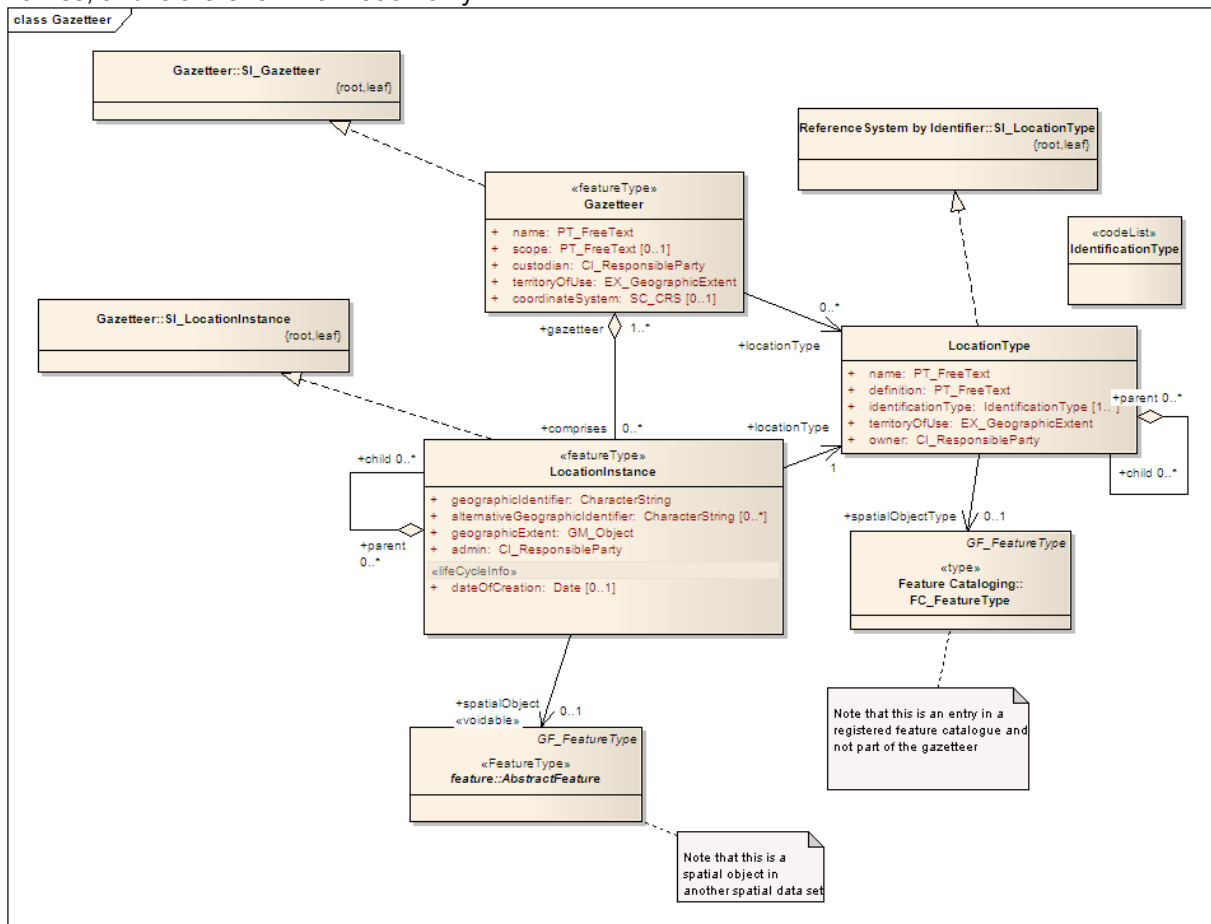 class Gazetteer
Gazetteer::SI_Gazetteer
{root,leaf}
ReferenceSystem by Identifier::SI_LocationType
{root,leaf}
«featureType»
Gazetteer
+ name: PT_FreeText
+ scope: PT_FreeText [0..1]
+ custodian: CI_ResponsibleParty
+ territoryOfUse: EX_GeographicExtent
+ coordinateSystem: SC_CRS [0..1]
«codeList»
IdentificationType
Gazetteer::SI_LocationInstance
{root,leaf}
+gazetteer
1..*
0..*
+locationType
LocationType
+ name: PT_FreeText
+ definition: PT_FreeText
+ identificationType: IdentificationType [1..
+ territoryOfUse: EX_GeographicExtent
+ owner: CI_ResponsibleParty
+parent 0..*
+child 0..*
+comprises
0..*
+locationType
1
«featureType»
LocationInstance
+ geographicIdentifier: CharacterString
+ alternativeGeographicIdentifier: CharacterString [0..*]
+ geographicExtent: GM_Object
+ admin: CI_ResponsibleParty
«lifeCycleInfo»
+ dateOfCreation: Date [0..1]
+child 0..*
+parent
0..*
+spatialObjectType
0..1
GF_FeatureType
«type»
Feature Cataloging::
FC_FeatureType
+spatialObject
«voidable»
0..1
GF_FeatureType
«FeatureType»
feature::AbstractFeature
Note that this is an entry in a
registered feature catalogue and
not part of the gazetteer
Note that this is a
spatial object in
another spatial data set